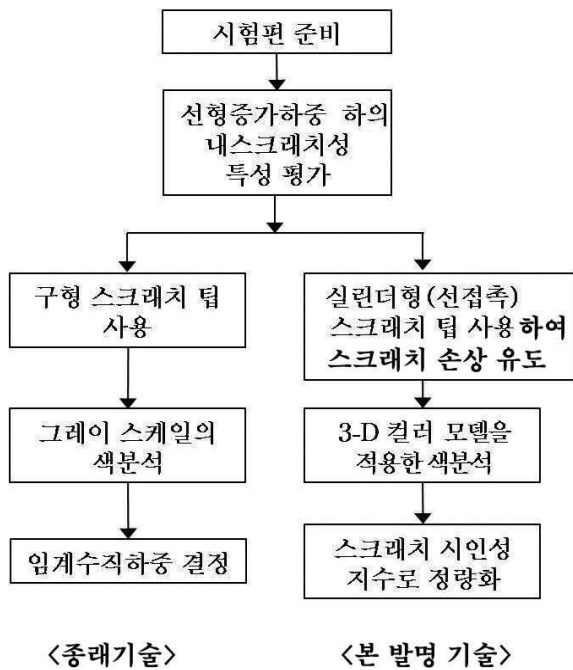 시험편 준비
선형증가하중 하의
내스크래치성
특성 평가
구형 스크래치 팁
사용
그레이 스케일의
색분석
임계수직하중 결정
<종래기술>
실린더형(선접촉)
스크래치 팁 사용하여
스크래치 손상 유도
3-D 컬러 모델을
적용한 색분석
스크래치 시인성
지수로 정량화
<본 발명 기술>